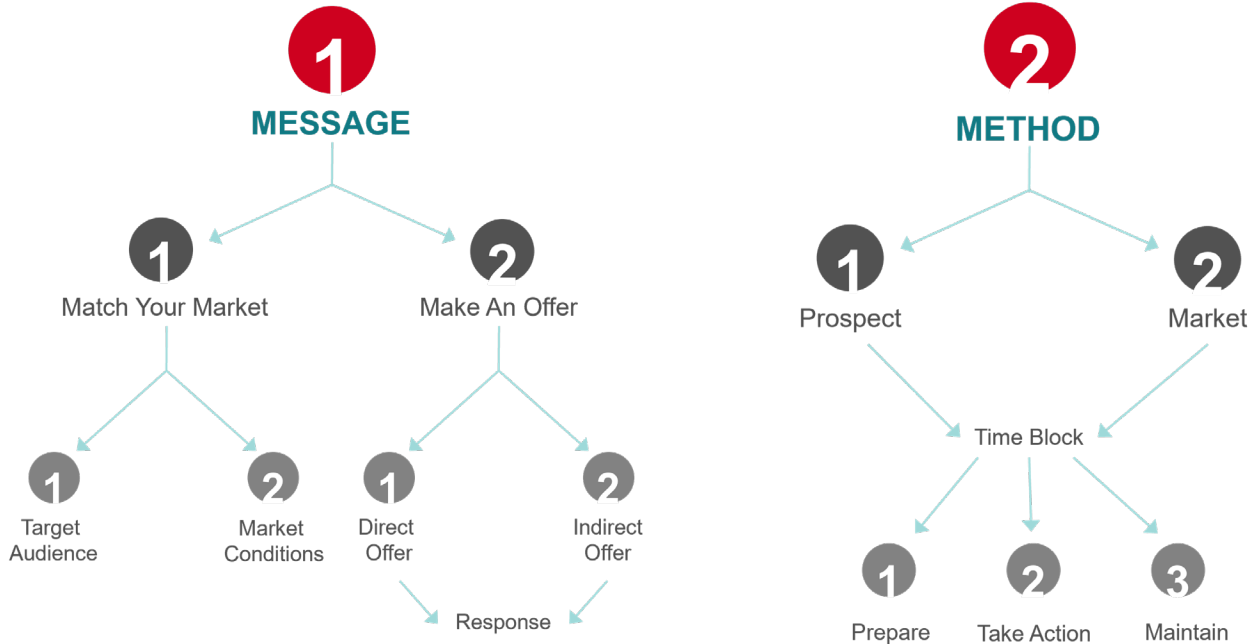 1
MESSAGE
1
Match Your Market
2
Make An Offer
1
Target
Audience
2
Market
Conditions
1
Direct
Offer
2
Indirect
Offer
Response
2
METHOD
1
Prospect
2
Market
Time Block
1
Prepare
2
Take Action
3
Maintain